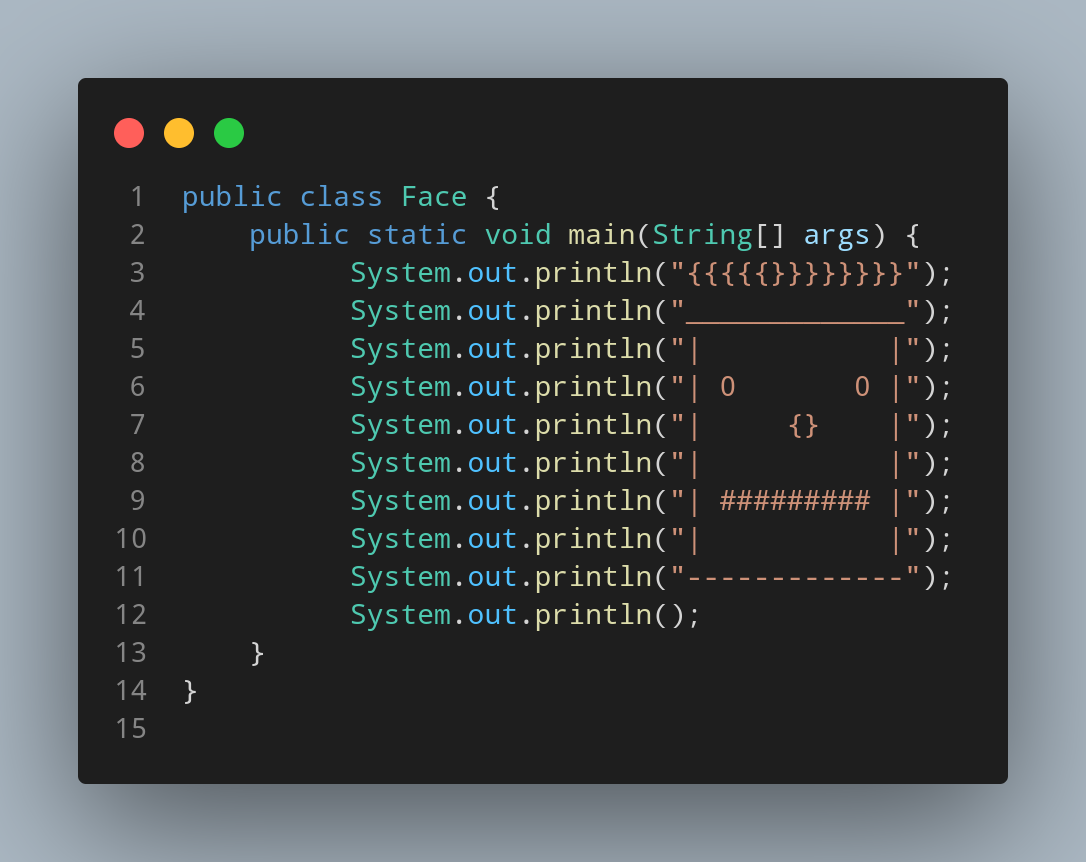 1 public class Face {
2     public static void main(String[] args) {
3           System.out.println("{{{{{}}}}}}}}");
4           System.out.println("_____________");
5           System.out.println("|           |");
6           System.out.println("| 0       0 |");
7           System.out.println("|     {}    |");
8           System.out.println("|           |");
9           System.out.println("| ######### |");
10           System.out.println("|           |");
11           System.out.println("-------------");
12           System.out.println();
13     }
14 }
15